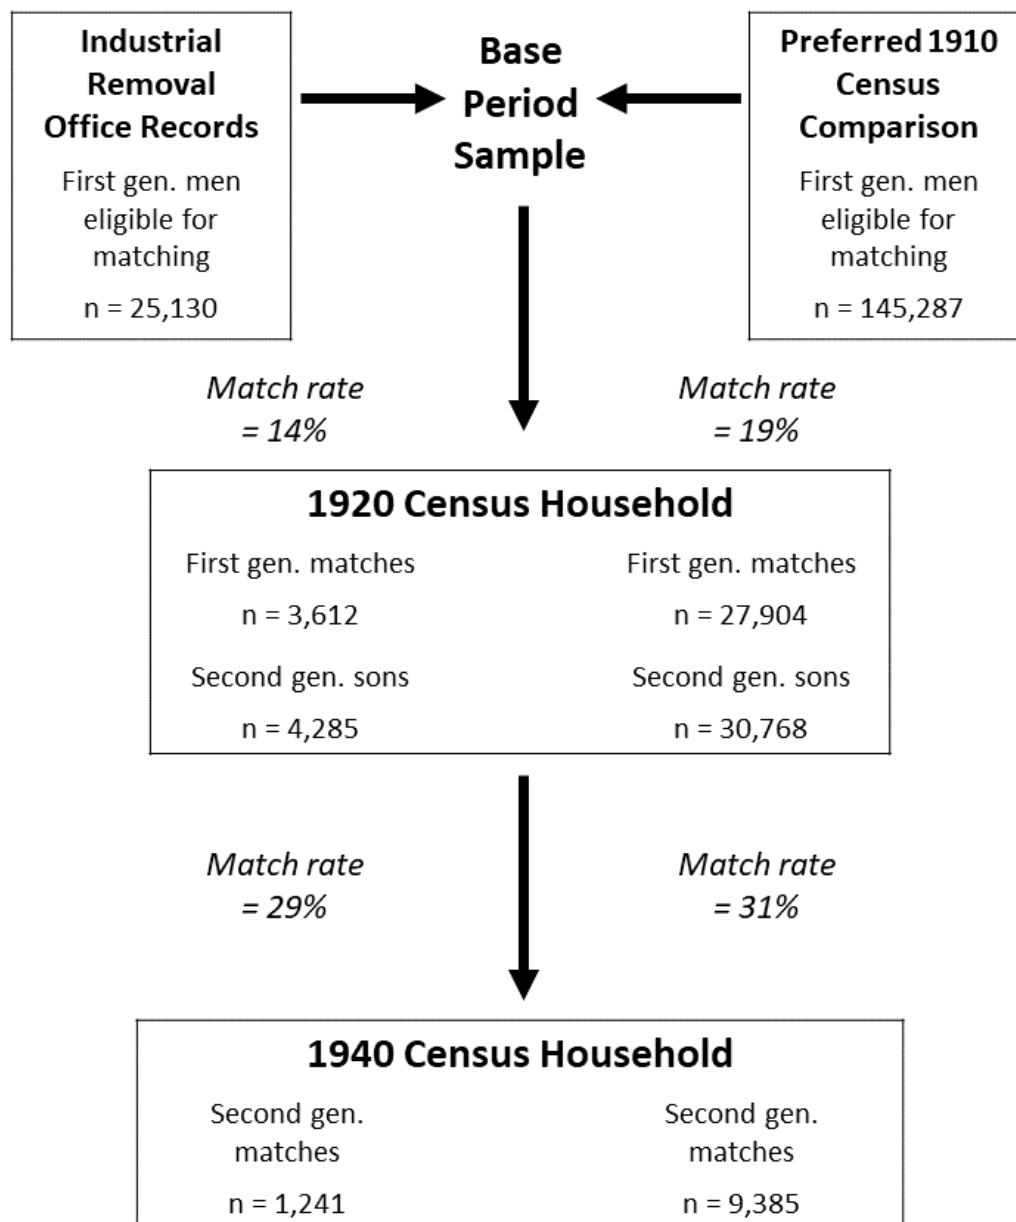 Industrial
Removal
Office Records
First gen. men
eligible for
matching
n = 25,130
Base
Period
Sample
Preferred 1910
Census
Comparison
First gen. men
eligible for
matching
n = 145,287
Match rate
= 14%
Match rate
= 19%
1920 Census Household
First gen. matches
n = 3,612
Second gen. sons
n = 4,285
First gen. matches
n = 27,904
Second gen. sons
n = 30,768
Match rate
= 29%
Match rate
= 31%
1940 Census Household
Second gen.
matches
n = 1,241
Second gen.
matches
n = 9,385